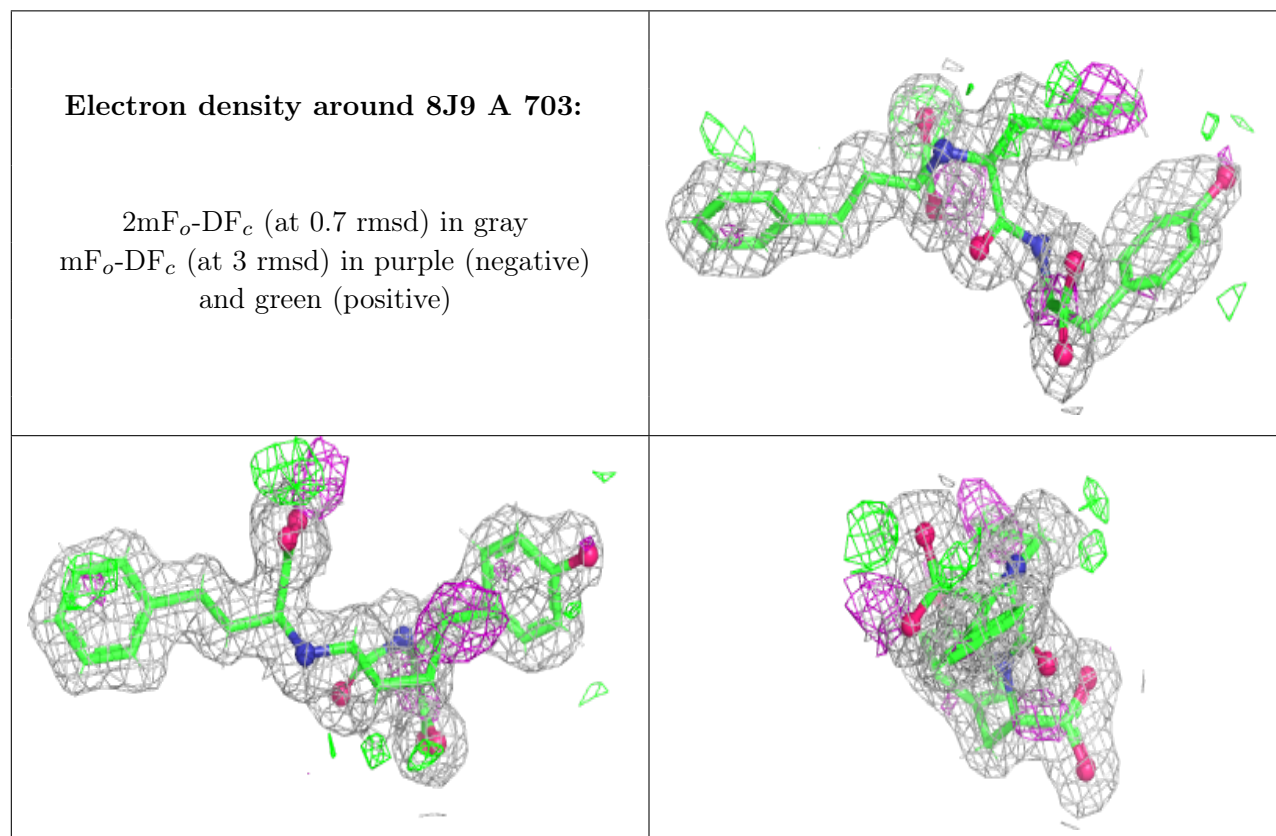 Electron density around 8J9 A 703:
2mFₒ-DF𝒸 (at 0.7 rmsd) in gray
mFₒ-DF𝒸 (at 3 rmsd) in purple (negative)
and green (positive)